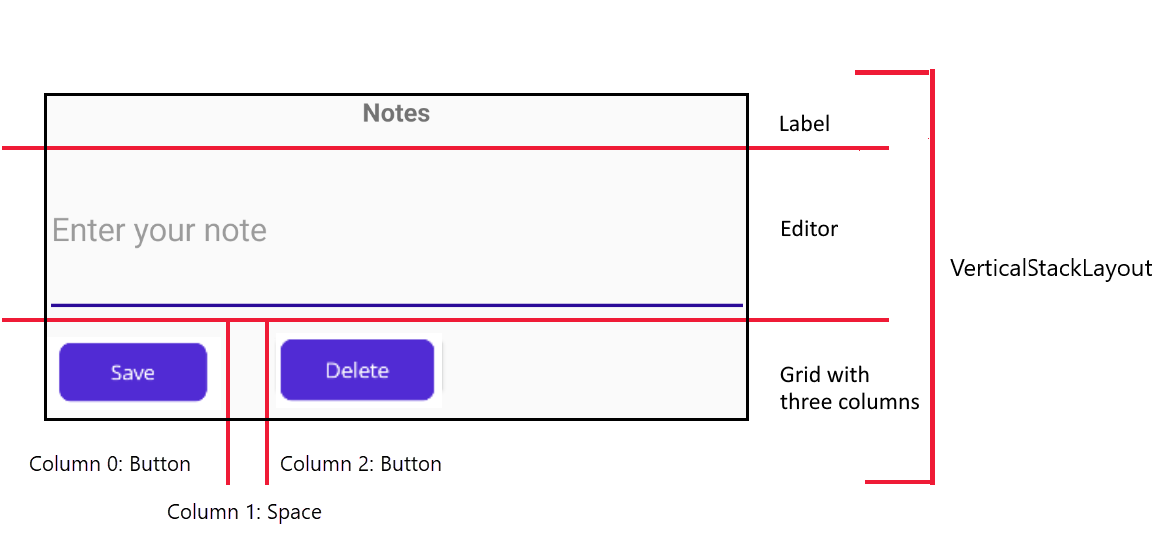 Notes
Label
Enter your note
Editor
VerticalStackLayout
Save
Delete
Grid with
three columns
Column 0: Button
Column 2: Button
Column 1: Space